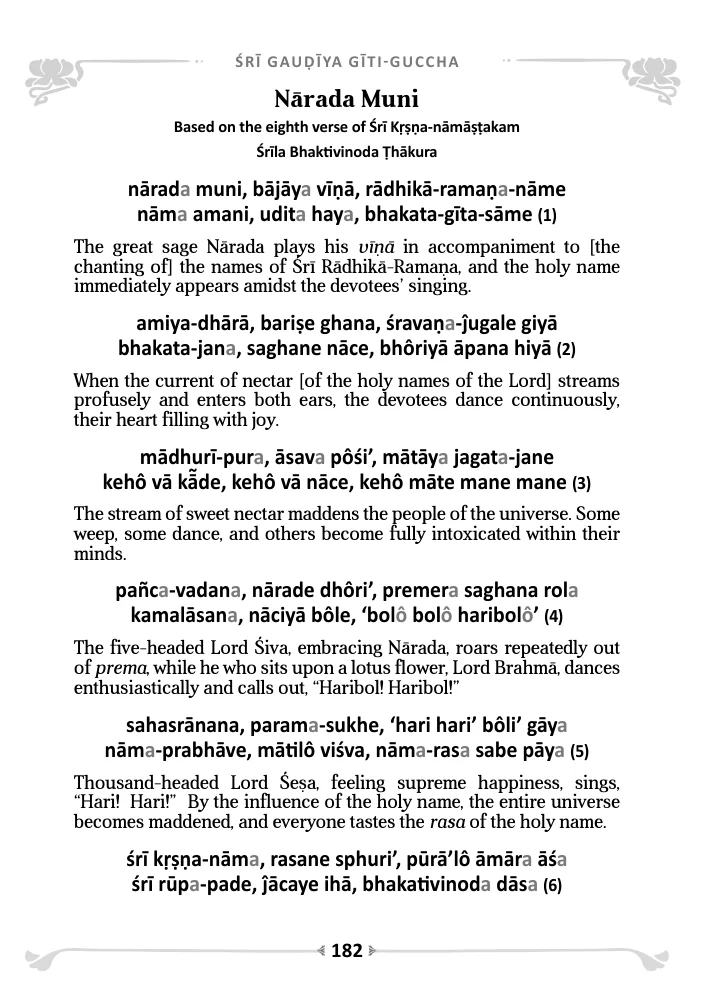 ŚRĪ GAUḌĪYA GĪTI-GUCCHA
Nārada Muni
Based on the eighth verse of Śrī Kṛṣṇa-nāmāṣṭakam
Śrīla Bhaktivinoda Ṭhākura
nārada muni, bājāya vīṇā, rādhikā-ramaṇa-nāme
nāma amani, udita haya, bhakata-gīta-sāme (1)
The great sage Nārada plays his vīṇā in accompaniment to [the
chanting of] the names of Śrī Rādhikā-Ramaṇa, and the holy name
immediately appears amidst the devotees’ singing.
amiya-dhārā, bariṣe ghana, śravaṇa-ĵugale giyā
bhakata-jana, saghane nāce, bhôriyā āpana hiyā (2)
When the current of nectar [of the holy names of the Lord] streams
profusely and enters both ears, the devotees dance continuously,
their heart filling with joy.
mādhurī-pura, āsava pôśi’, mātāya jagata-jane
kehô vā kā̃de, kehô vā nāce, kehô māte mane mane (3)
The stream of sweet nectar maddens the people of the universe. Some
weep, some dance, and others become fully intoxicated within their
minds.
pañca-vadana, nārade dhôri’, premera saghana rola
kamalāsana, nāciyā bôle, ‘bolô bolô haribolô’ (4)
The five-headed Lord Śiva, embracing Nārada, roars repeatedly out
of prema, while he who sits upon a lotus flower, Lord Brahmā, dances
enthusiastically and calls out, “Haribol! Haribol!”
sahasrānana, parama-sukhe, ‘hari hari’ bôli’ gāya
nāma-prabhāve, mātilô viśva, nāma-rasa sabe pāya (5)
Thousand-headed Lord Śeṣa, feeling supreme happiness, sings,
“Hari! Hari!” By the influence of the holy name, the entire universe
becomes maddened, and everyone tastes the rasa of the holy name.
śrī kṛṣṇa-nāma, rasane sphuri’, pūrā’lô āmāra āśa
śrī rūpa-pade, ĵācaye ihā, bhakativinoda dāsa (6)
182